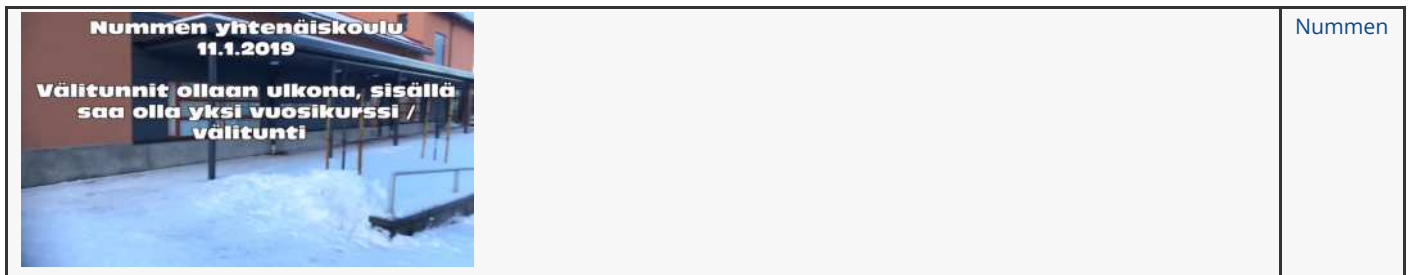 Nummen yhtenäiskoulu
11.1.2019
Välitunnit ollaan ulkona, sisällä
saa olla yksi vuosikurssi /
välitunti
Nummen